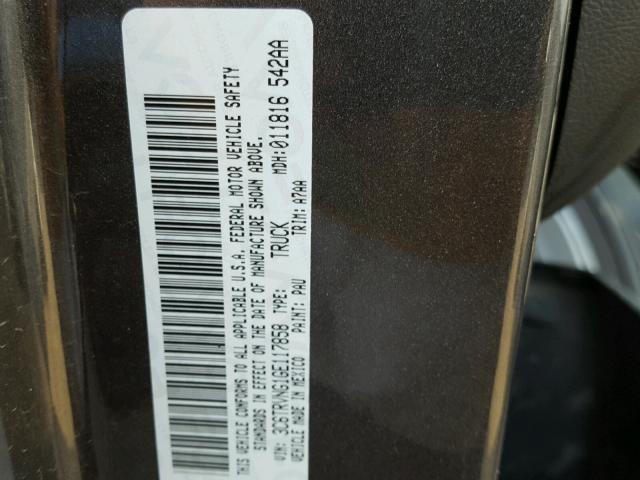 THIS VEHICLE CONFORMS TO ALL APPLICABLE U.S.A. FEDERAL MOTOR VEHICLE SAFETY
STANDARDS IN EFFECT ON THE DATE OF MANUFACTURE SHOWN ABOVE.
VIN: 3C6TRVNG1GE117858 TYPE: TRUCK MDH:011816 542AA
VEHICLE MADE IN MEXICO PAINT: PAU TRIM: A7AA